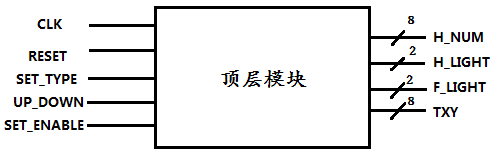 CLK
RESET
SET_TYPE
UP_DOWN
SET_ENABLE
顶层模块
8
H_NUM
2
H_LIGHT
2
F_LIGHT
8
TXY